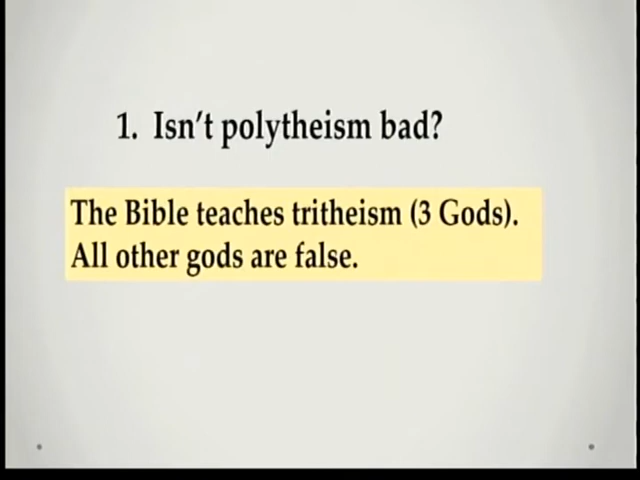 1. Isn't polytheism bad?
The Bible teaches tritheism (3 Gods).
All other gods are false.